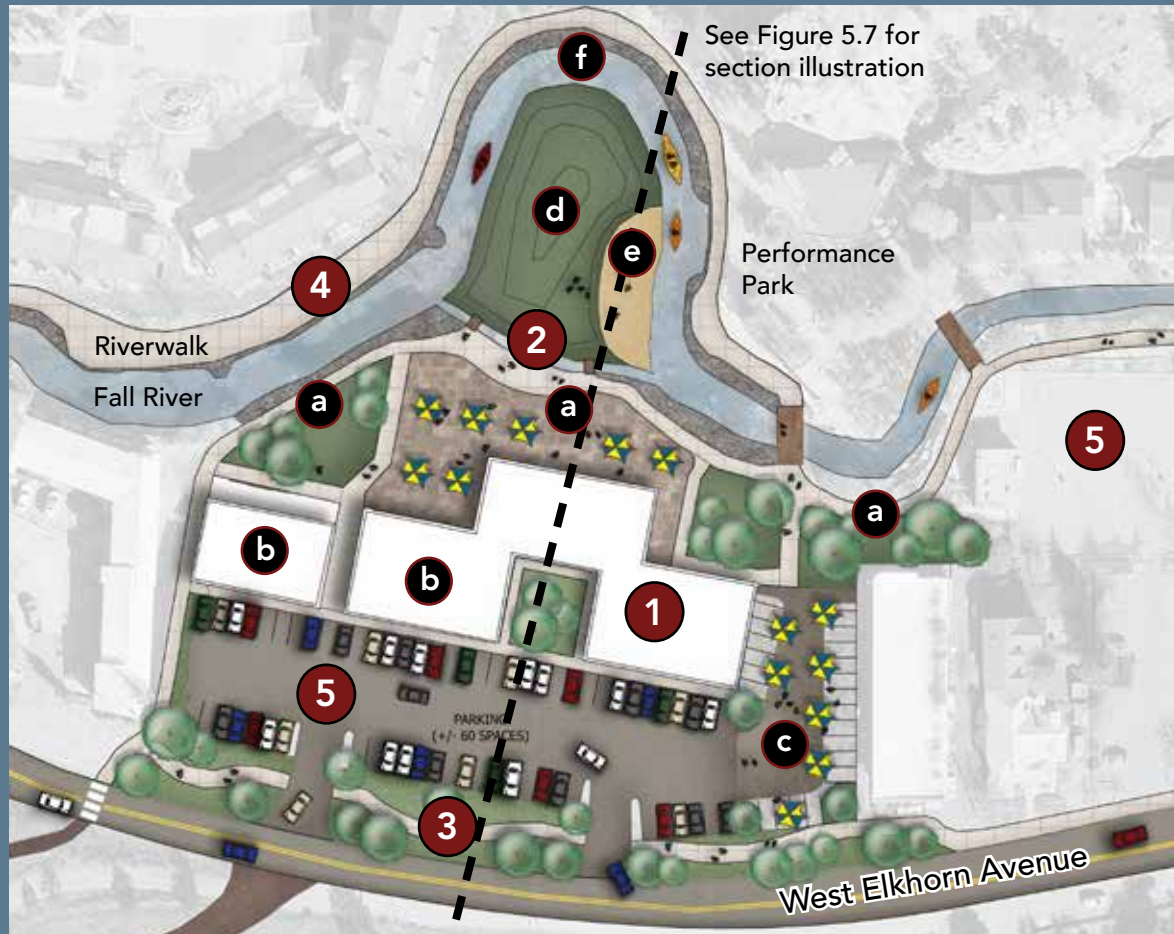 See Figure 5.7 for
section illustration
f
d
e
Performance
Park
4
2
Riverwalk
Fall River
a
a
5
a
b
b
1
5
PARKING
(+/- 60 SPACES)
c
3
West Elkhorn Avenue